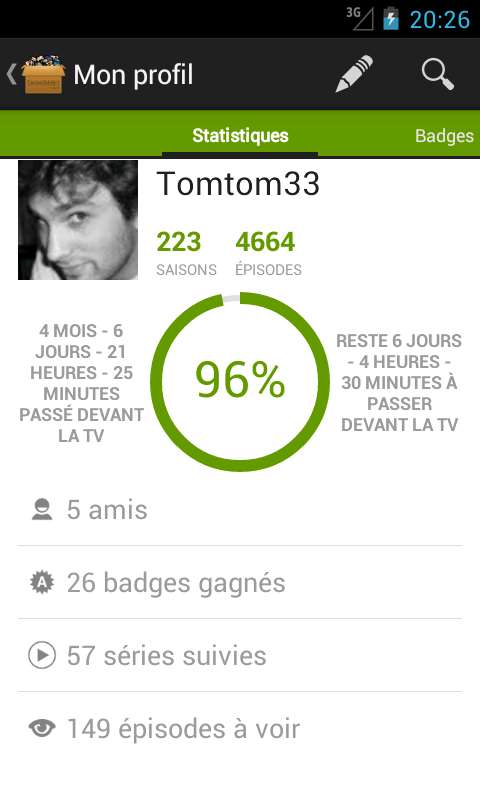 3G 20:26
Mon profil
Statistiques Badges
Tomtom33
223 4664
SAISONS ÉPISODES
4 MOIS - 6
JOURS - 21
HEURES - 25
MINUTES
PASSÉ DEVANT
LA TV
96%
RESTE 6 JOURS
- 4 HEURES -
30 MINUTES À
PASSER
DEVANT LA TV
5 amis
26 badges gagnés
57 séries suivies
149 épisodes à voir